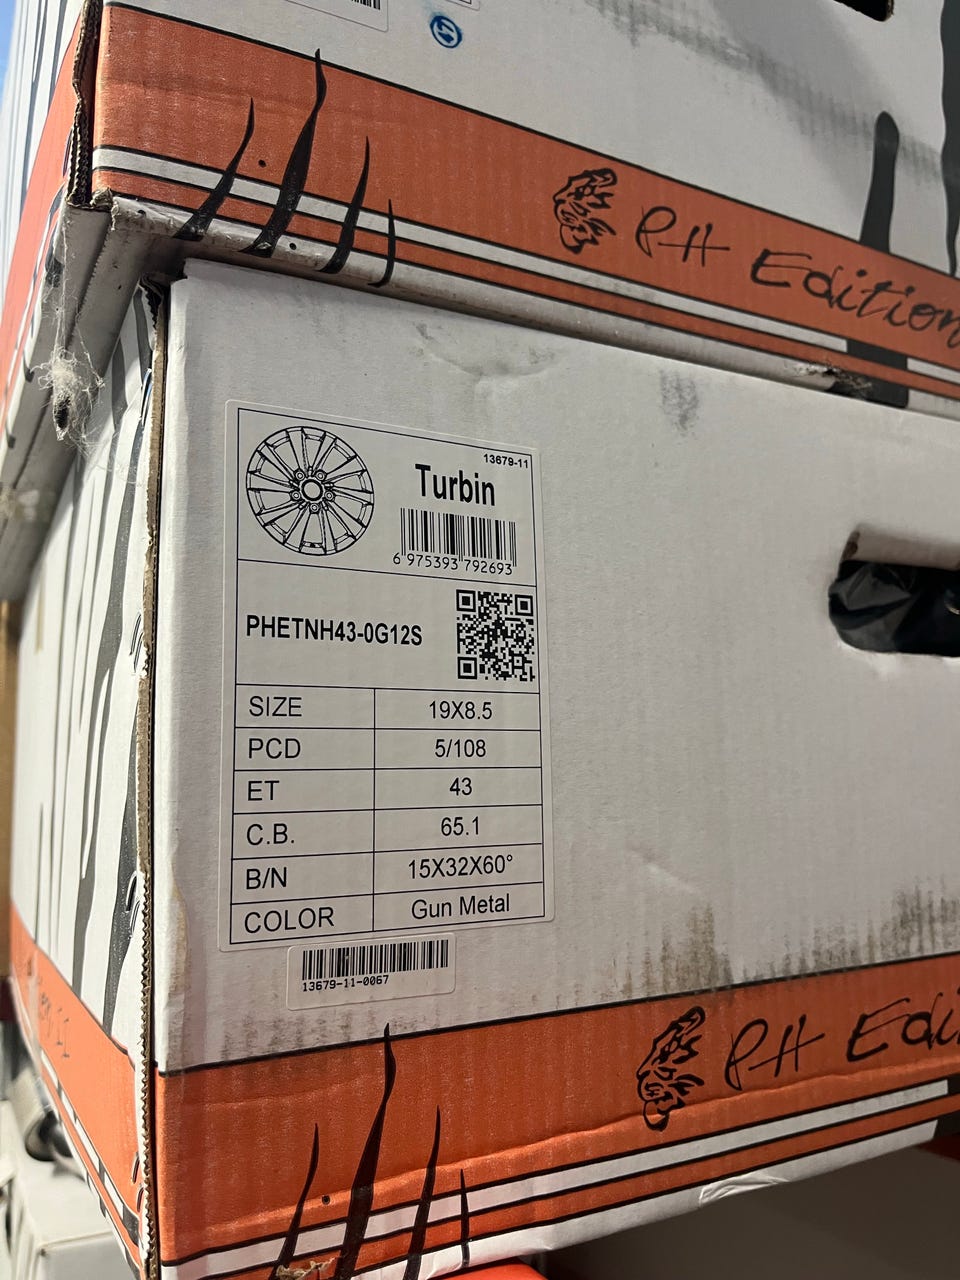 PH Edition
13679-11
Turbin
6 975393 792693
PHETNH43-0G12S
SIZE 19X8.5
PCD 5/108
ET 43
C.B. 65.1
B/N 15X32X60°
COLOR Gun Metal
13679-11-0067
PH Edi